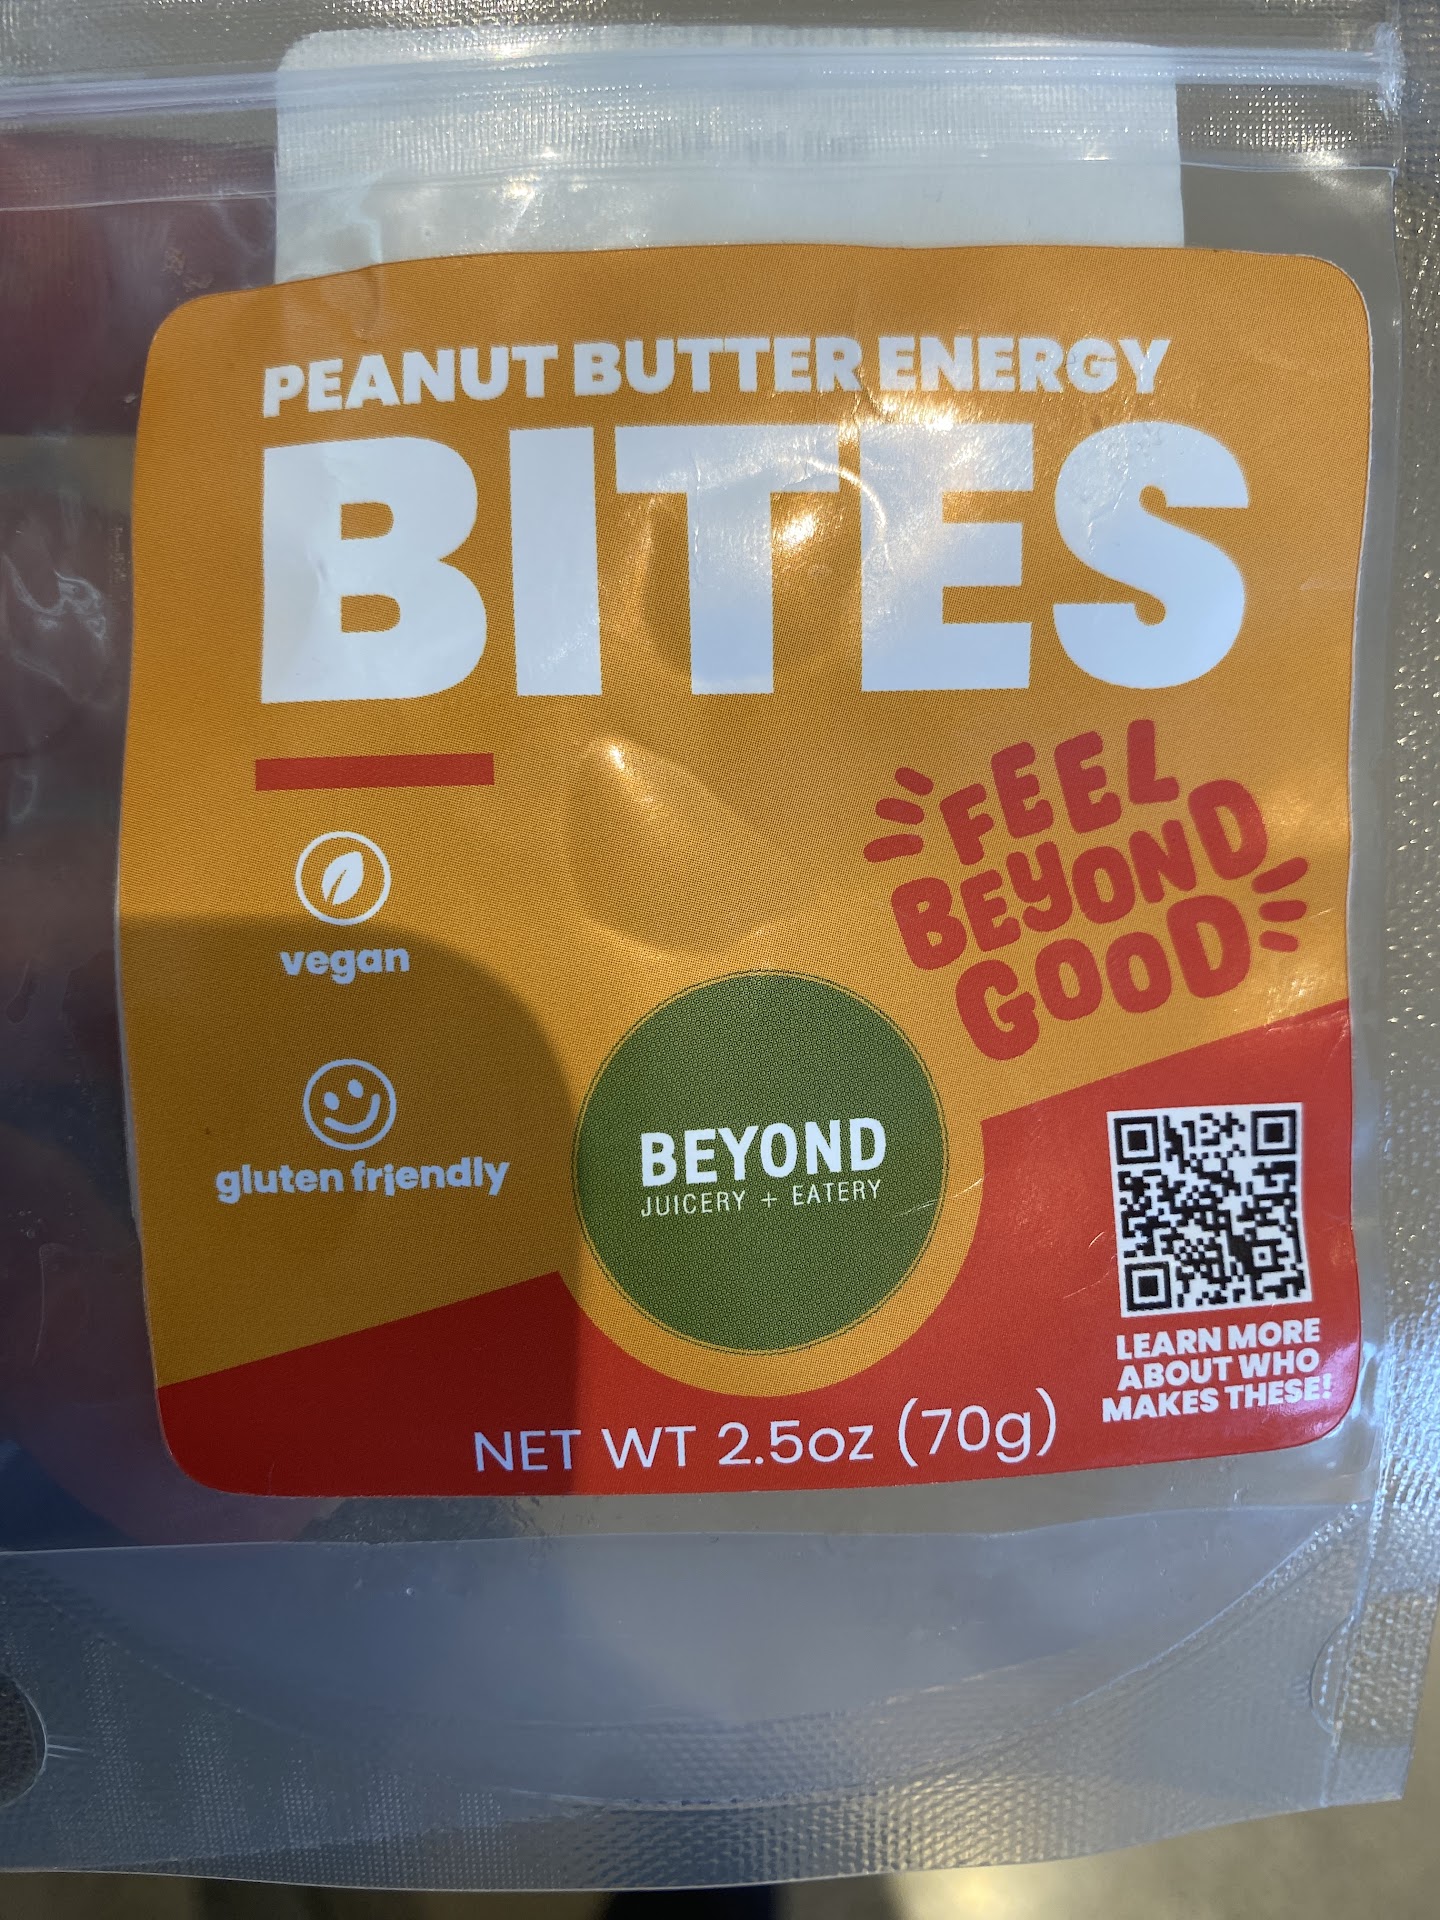 PEANUT BUTTER ENERGY
BITES
FEEL
BEYOND
GOOD
vegan
gluten friendly
BEYOND
JUICERY + EATERY
LEARN MORE
ABOUT WHO
MAKES THESE!
NET WT 2.5oz (70g)